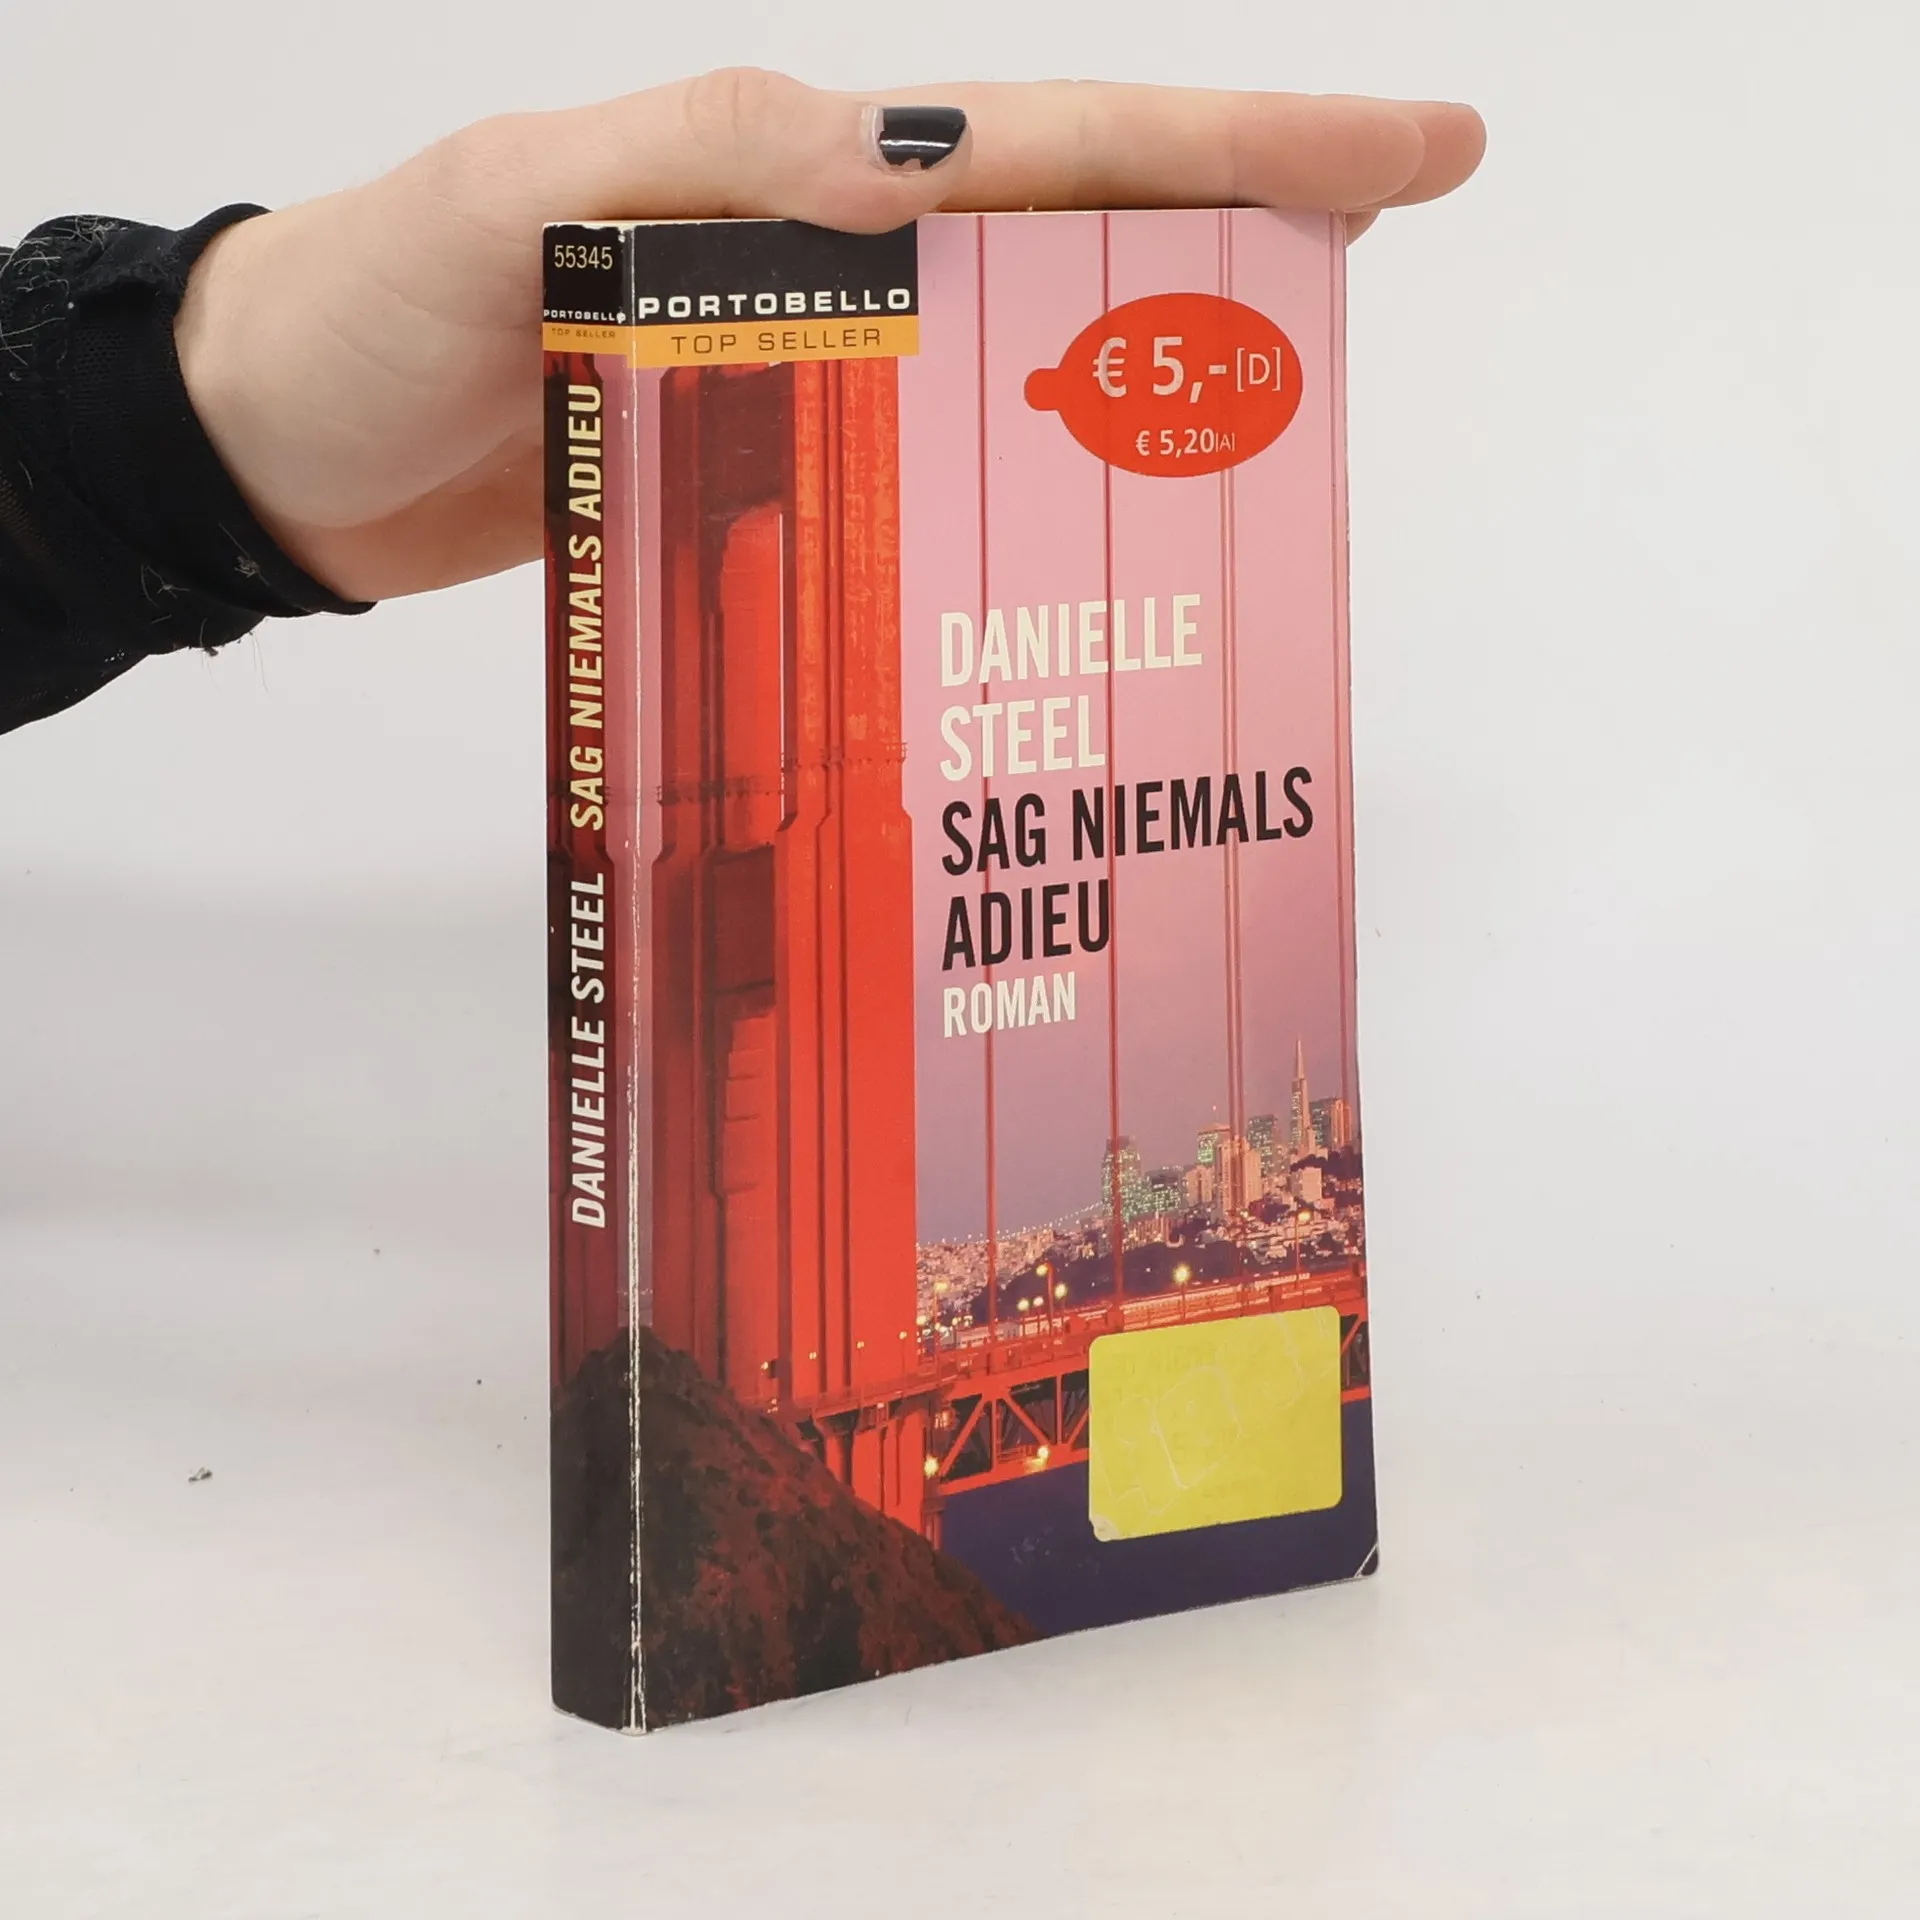 55345
PORTOBELLO
TOP SELLER
DANIELLE STEEL SAG NIEMALS ADIEU
PORTOBELLO
TOP SELLER
€ 5,- [D]
€ 5,20 [A]
DANIELLE
STEEL
SAG NIEMALS
ADIEU
ROMAN